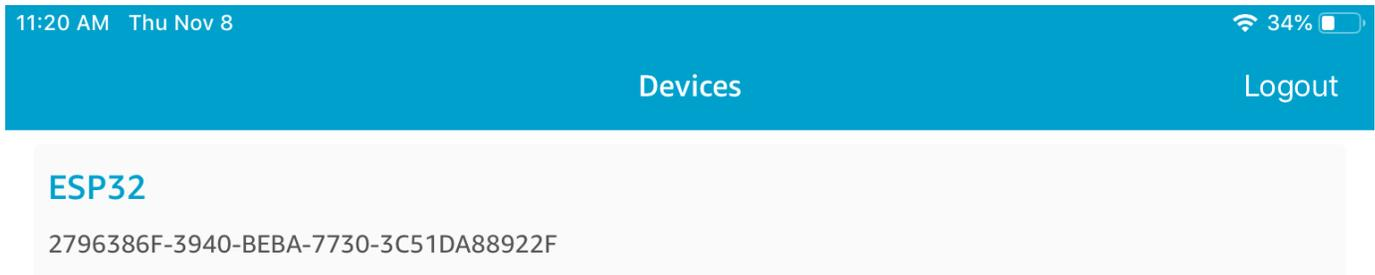 11:20 AM Thu Nov 8 34%
Devices Logout
ESP32
2796386F-3940-BEBA-7730-3C51DA88922F